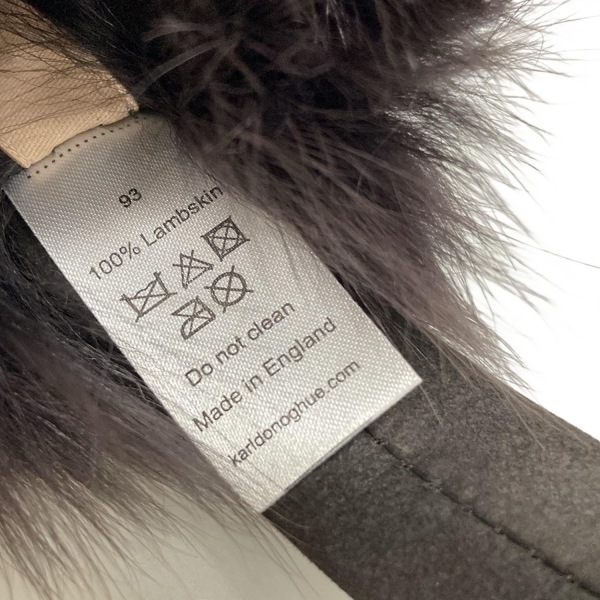 93
100% Lambskin
Do not clean
Made in England
karldonoghue.com